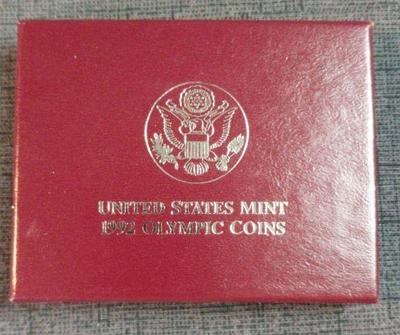 UNITED STATES MINT
1992 OLYMPIC COINS